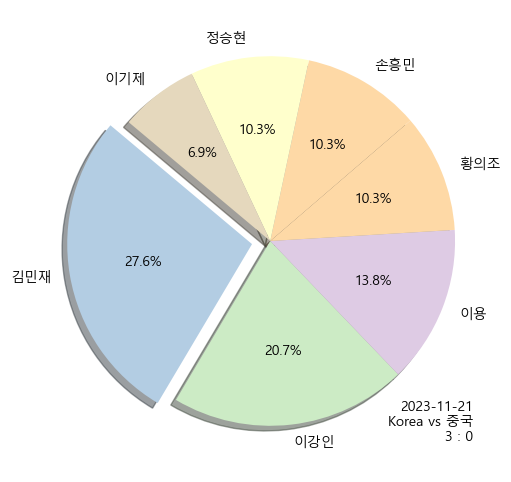 정승현
이기제
손흥민
10.3%
10.3%
6.9%
황의조
10.3%
27.6%
김민재
13.8%
이용
20.7%
2023-11-21
Korea vs 중국
3 : 0
이강인